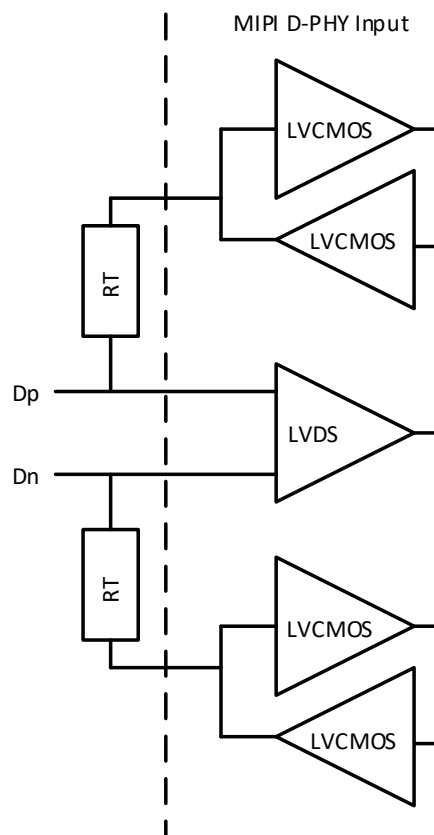 MIPI D-PHY Input
LVCMOS
LVCMOS
RT
Dp
LVDS
Dn
RT
LVCMOS
LVCMOS